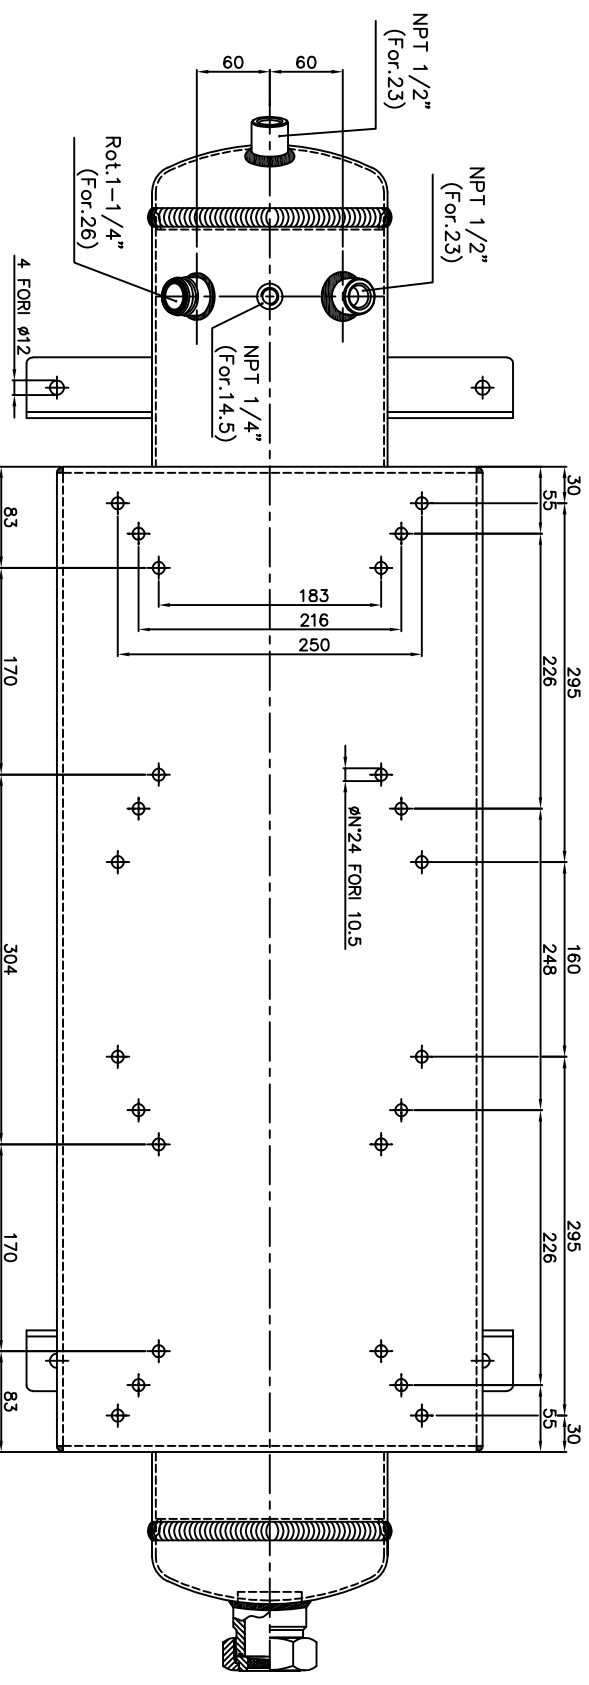 NPT 1/2"
(For.23)
60
60
NPT 1/2"
(For.23)
Rot.1-1/4"
(For.26)
NPT 1/4"
(For.14.5)
4 FORI ø12
30
295
160
295
30
55
226
248
226
55
183
216
250
øN°24 FORI 10.5
83
170
304
170
83